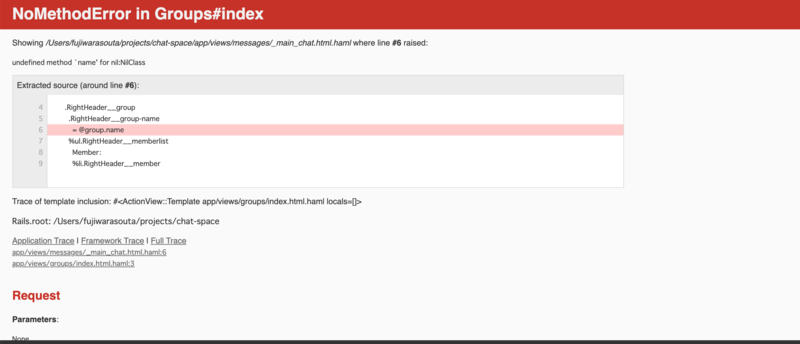 NoMethodError in Groups#index
Showing /Users/fujiwarasouta/projects/chat-space/app/views/messages/_main_chat.html.haml where line #6 raised:
undefined method `name' for nil:NilClass
Extracted source (around line #6):
4 .RightHeader__group
5 .RightHeader__group-name
6 = @group.name
7 %ul.RightHeader__memberlist
8 Member:
9 %li.RightHeader__member
Trace of template inclusion: #<ActionView::Template app/views/groups/index.html.haml locals=[]>
Rails.root: /Users/fujiwarasouta/projects/chat-space
Application Trace | Framework Trace | Full Trace
app/views/messages/_main_chat.html.haml:6
app/views/groups/index.html.haml:3
Request
Parameters:
None